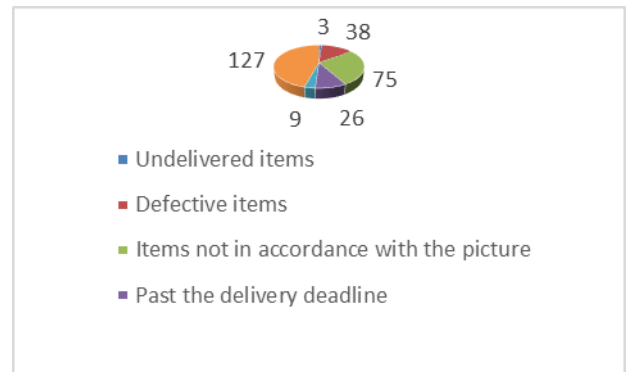 3 38
127
75
9 26
Undelivered items
Defective items
Items not in accordance with the picture
Past the delivery deadline